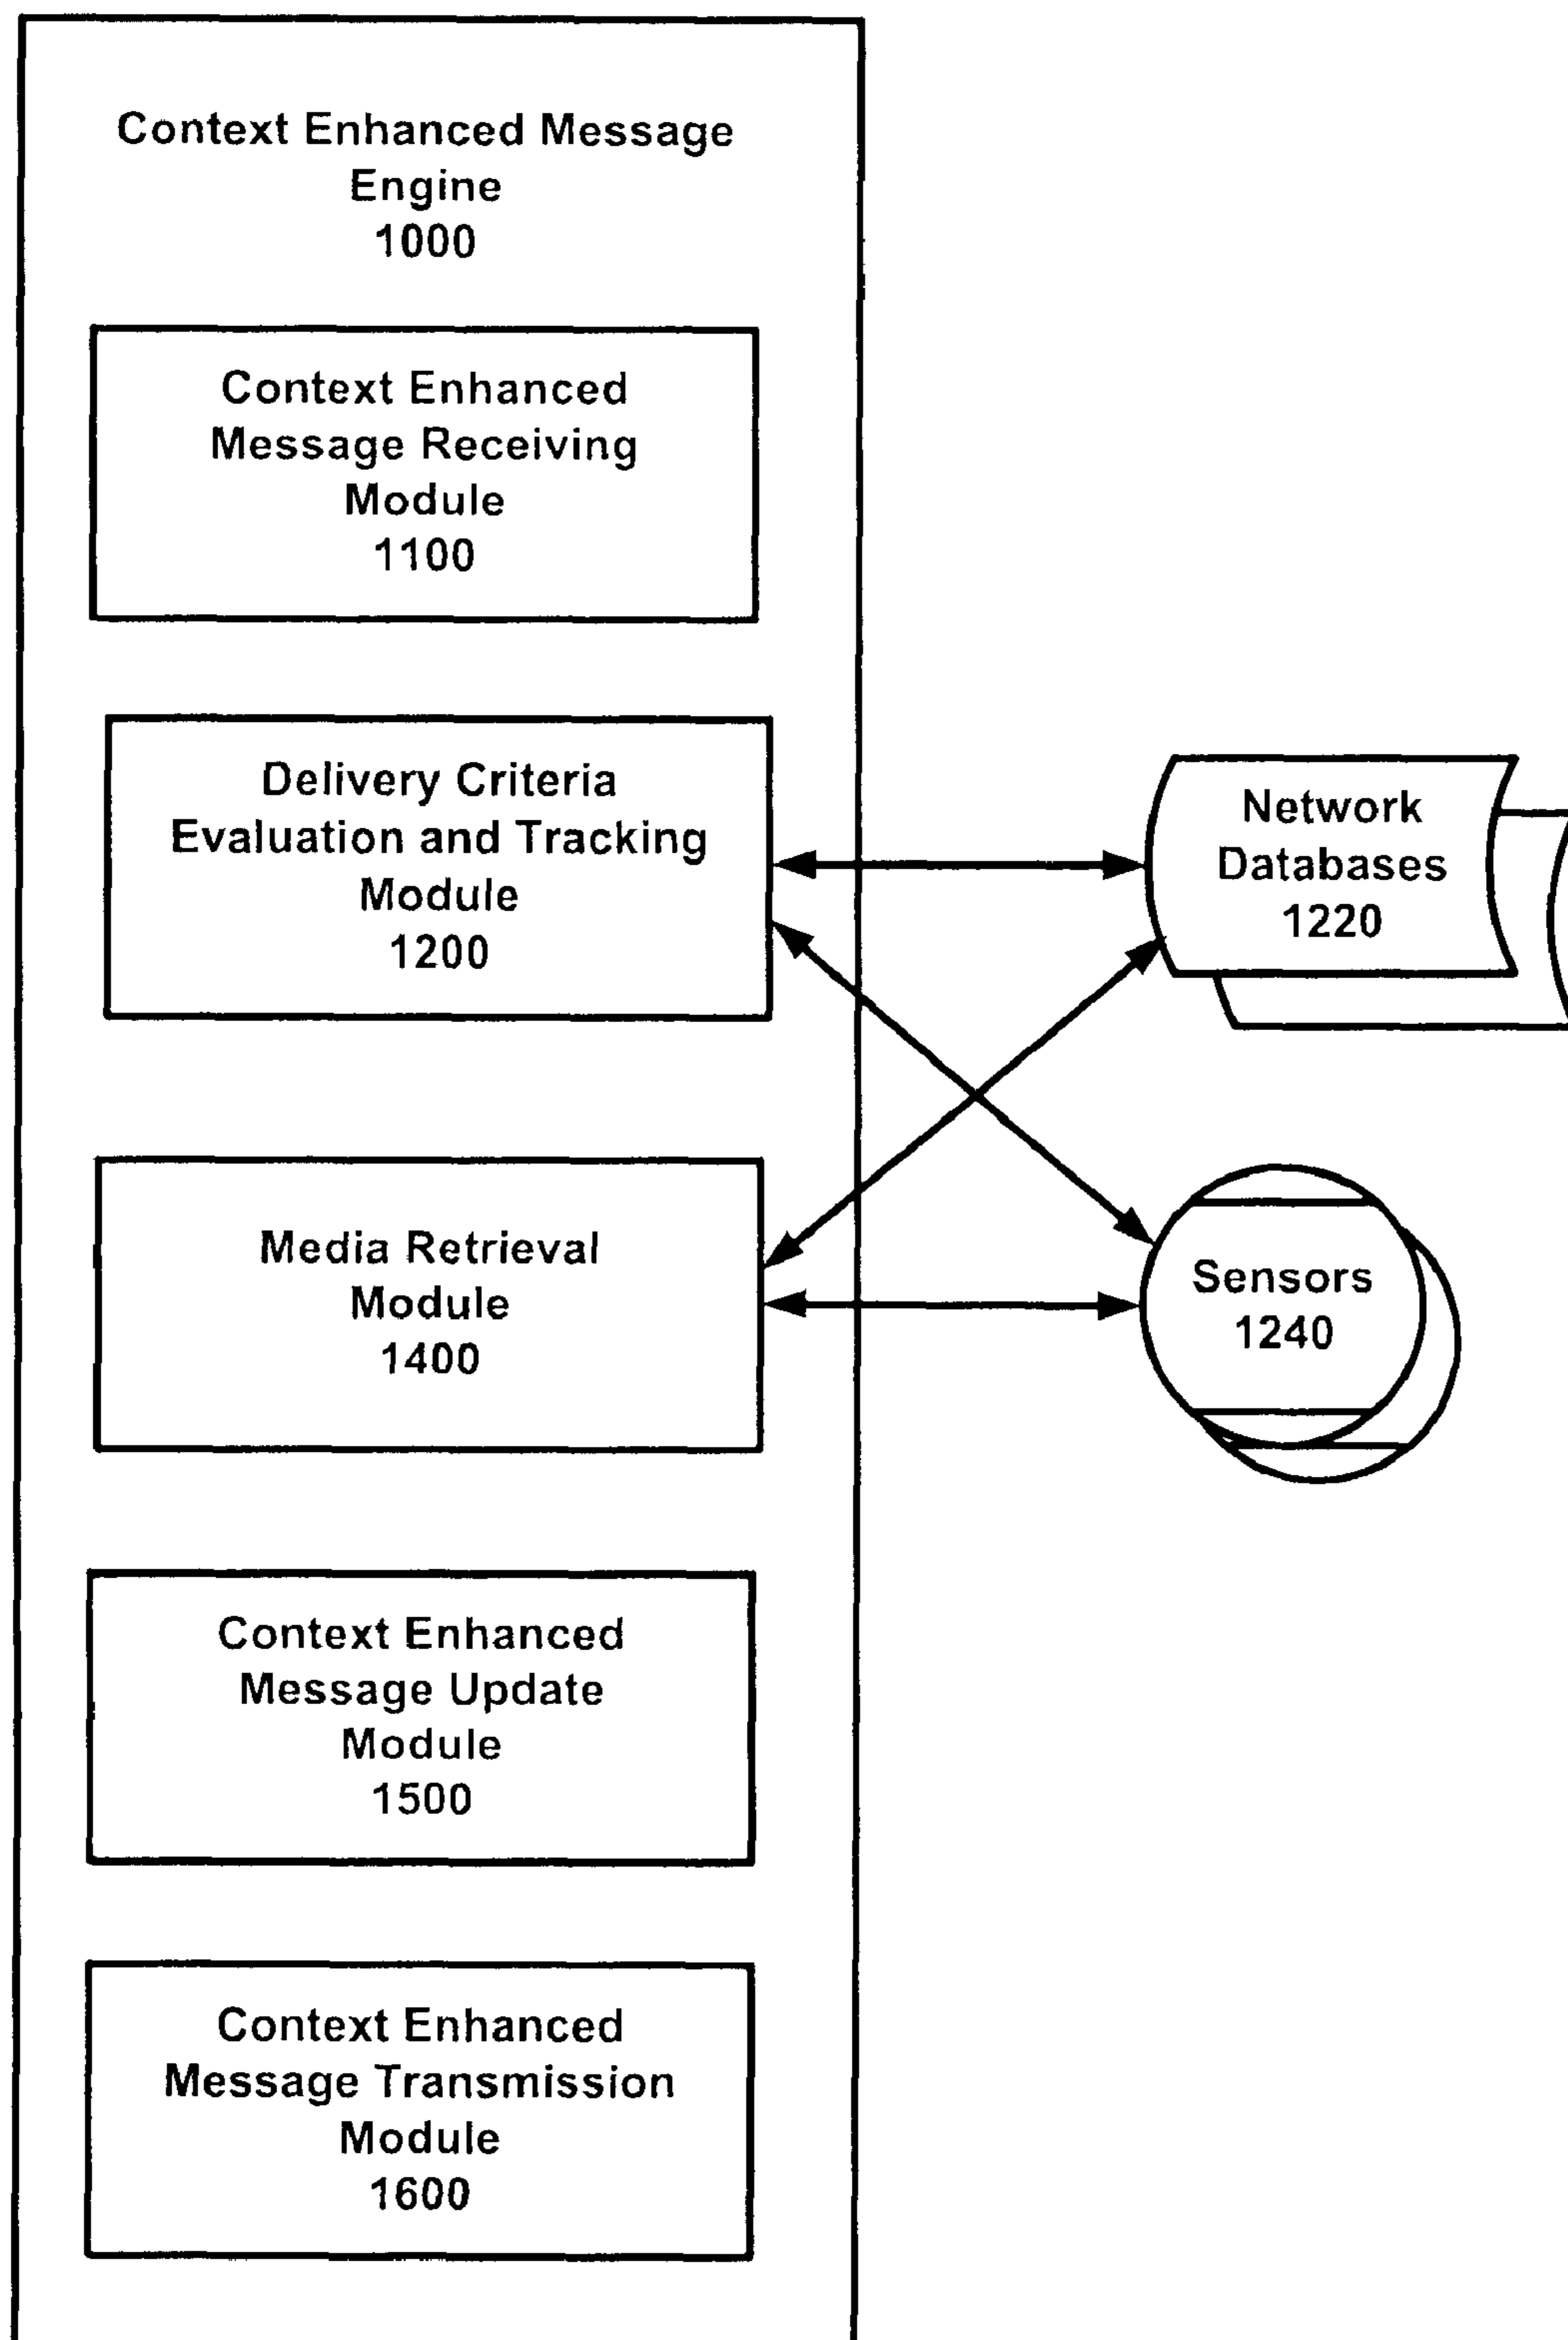 Context Enhanced Message
Engine
1000
Context Enhanced
Message Receiving
Module
1100
Delivery Criteria
Evaluation and Tracking
Module
1200
Network
Databases
1220
Media Retrieval
Module
1400
Sensors
1240
Context Enhanced
Message Update
Module
1500
Context Enhanced
Message Transmission
Module
1600